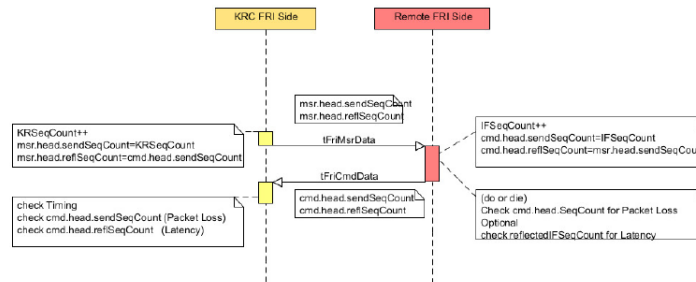 KRC FRI Side
Remote FRI Side
msr.head.sendSeqCount
msr.head.reflSeqCount
KRSeqCount++
msr.head.sendSeqCount=KRSeqCount
msr.head.reflSeqCount=cmd.head.sendSeqCount
tFriMsrData
IFSeqCount++
cmd.head.sendSeqCount=IFSeqCount
cmd.head.reflSeqCount=msr.head.sendSeqCou
tFriCmdData
cmd.head.sendSeqCount
cmd.head.reflSeqCount
check Timing
check cmd.head.sendSeqCount (Packet Loss)
check cmd.head.reflSeqCount (Latency)
(do or die)
Check cmd.head.SeqCount for Packet Loss
Optional
check reflectedIFSeqCount for Latency